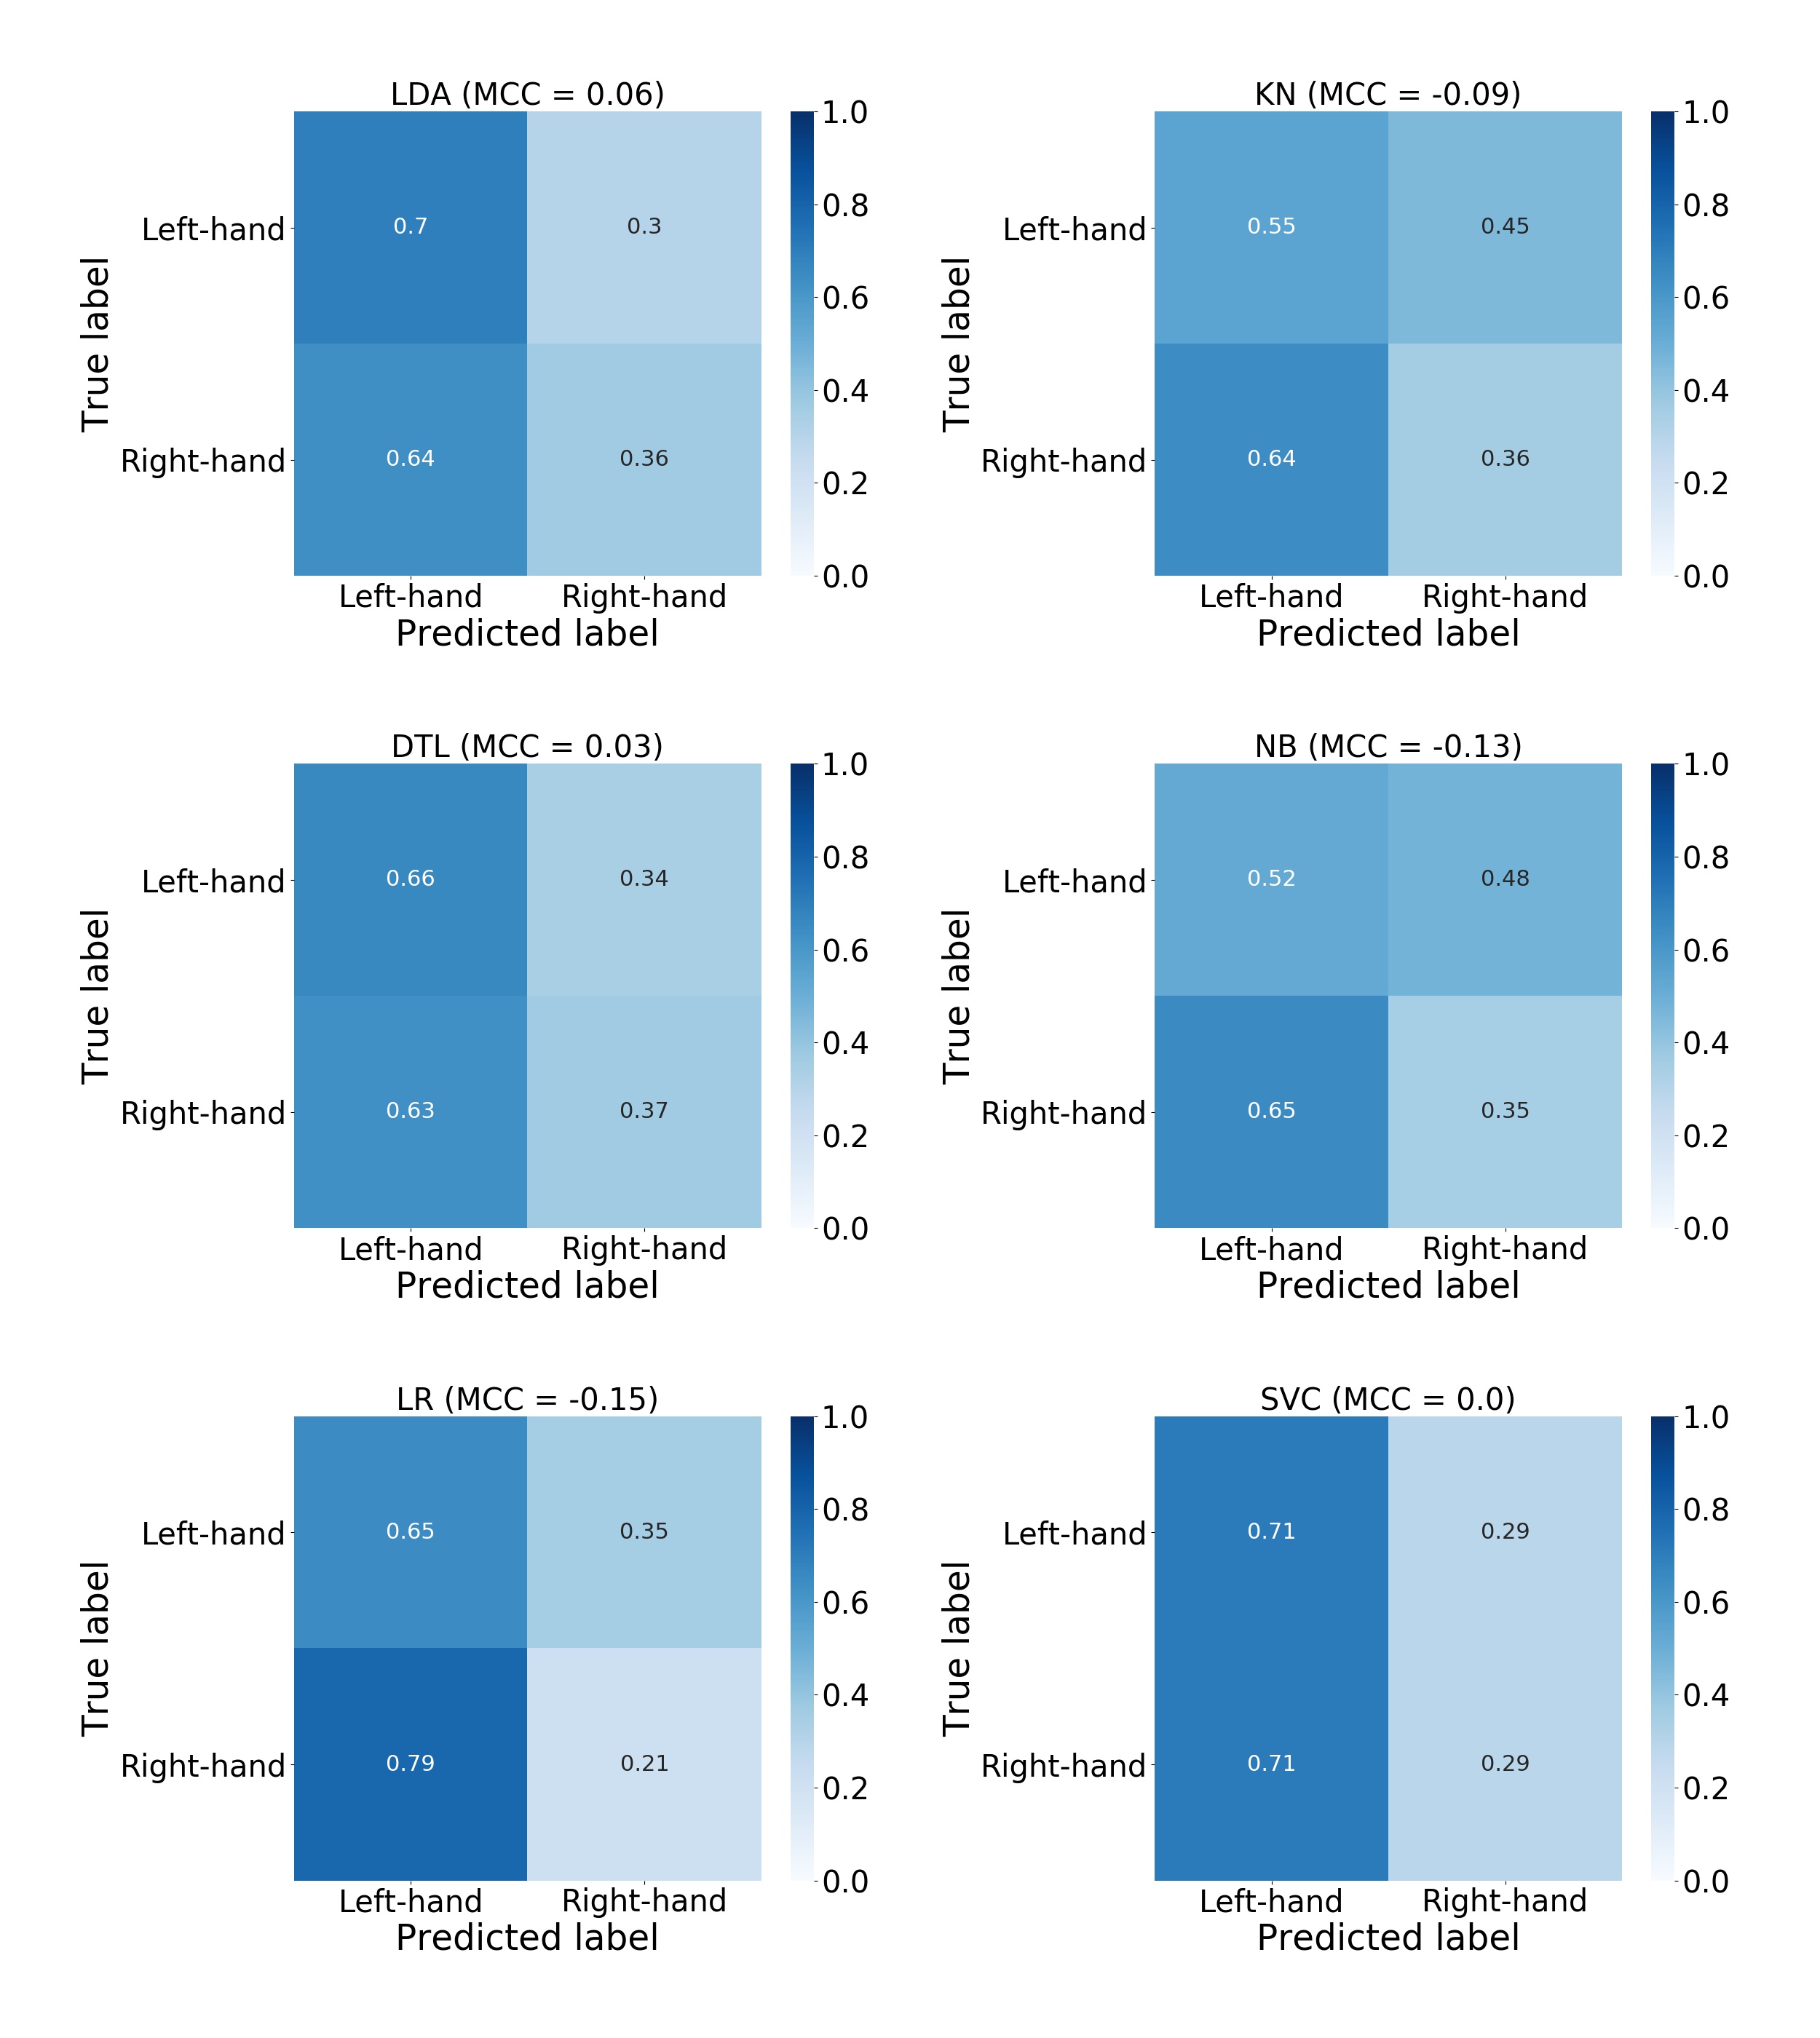 LDA (MCC = 0.06)
True label
Left-hand
Right-hand
0.7
0.3
0.64
0.36
Left-hand
Right-hand
Predicted label
1.0
0.8
0.6
0.4
0.2
0.0
KN (MCC = -0.09)
True label
Left-hand
Right-hand
0.55
0.45
0.64
0.36
Left-hand
Right-hand
Predicted label
1.0
0.8
0.6
0.4
0.2
0.0
DTL (MCC = 0.03)
True label
Left-hand
Right-hand
0.66
0.34
0.63
0.37
Left-hand
Right-hand
Predicted label
1.0
0.8
0.6
0.4
0.2
0.0
NB (MCC = -0.13)
True label
Left-hand
Right-hand
0.52
0.48
0.65
0.35
Left-hand
Right-hand
Predicted label
1.0
0.8
0.6
0.4
0.2
0.0
LR (MCC = -0.15)
True label
Left-hand
Right-hand
0.65
0.35
0.79
0.21
Left-hand
Right-hand
Predicted label
1.0
0.8
0.6
0.4
0.2
0.0
SVC (MCC = 0.0)
True label
Left-hand
Right-hand
0.71
0.29
0.71
0.29
Left-hand
Right-hand
Predicted label
1.0
0.8
0.6
0.4
0.2
0.0